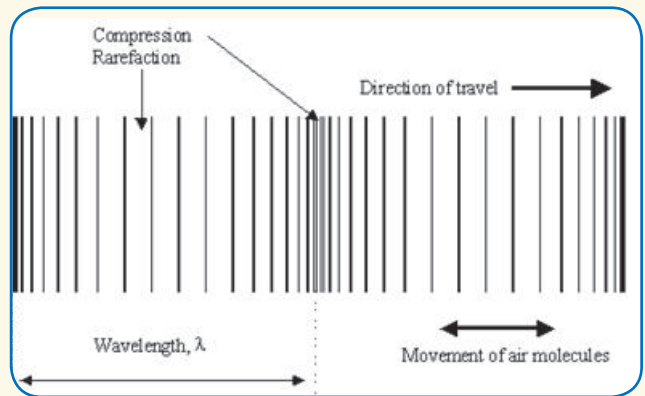 Compression
Rarefaction
Direction of travel
Wavelength, λ
Movement of air molecules